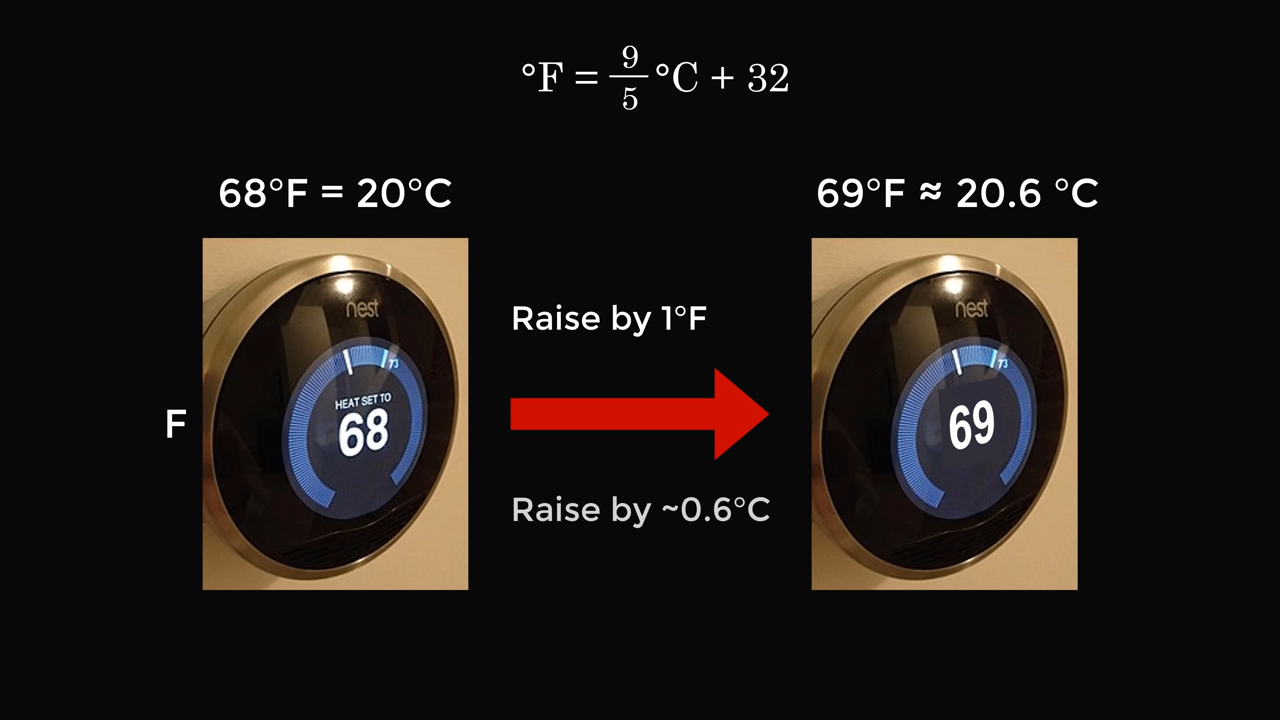 °F = 9/5 °C + 32
68°F = 20°C
69°F ≈ 20.6 °C
nest
73
HEAT SET TO
68
F
Raise by 1°F
Raise by ~0.6°C
nest
73
69